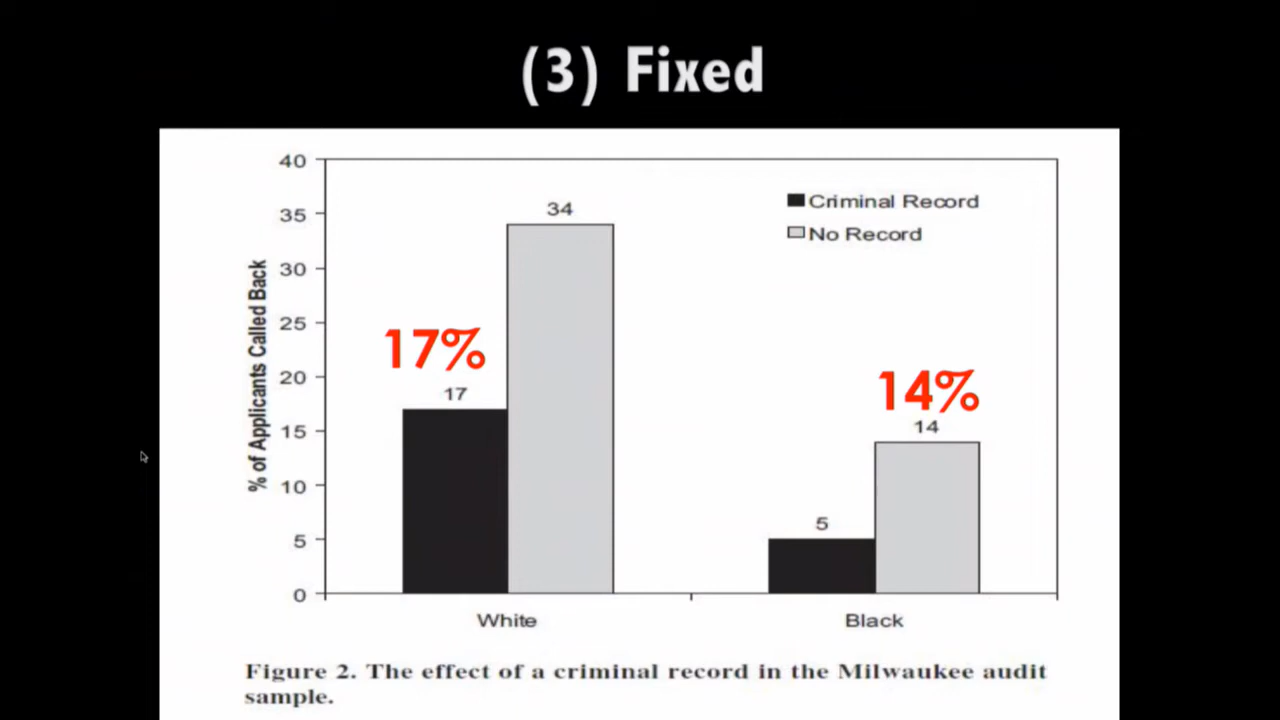 (3) Fixed
40
35
30
25
20
15
10
5
0
% of Applicants Called Back
Criminal Record
No Record
34
17%
17
14%
14
5
White
Black
Figure 2. The effect of a criminal record in the Milwaukee audit
sample.